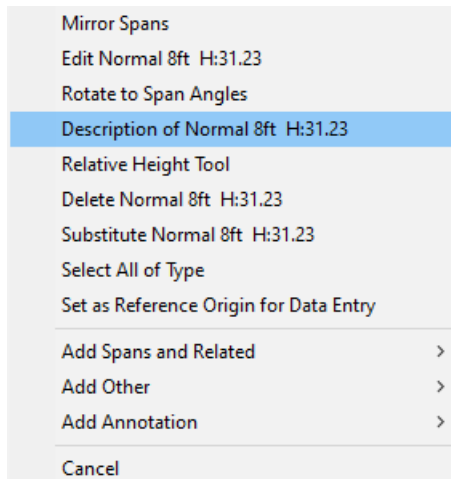 Mirror Spans
Edit Normal 8ft  H:31.23
Rotate to Span Angles
Description of Normal 8ft  H:31.23
Relative Height Tool
Delete Normal 8ft  H:31.23
Substitute Normal 8ft  H:31.23
Select All of Type
Set as Reference Origin for Data Entry
Add Spans and Related
Add Other
Add Annotation
Cancel